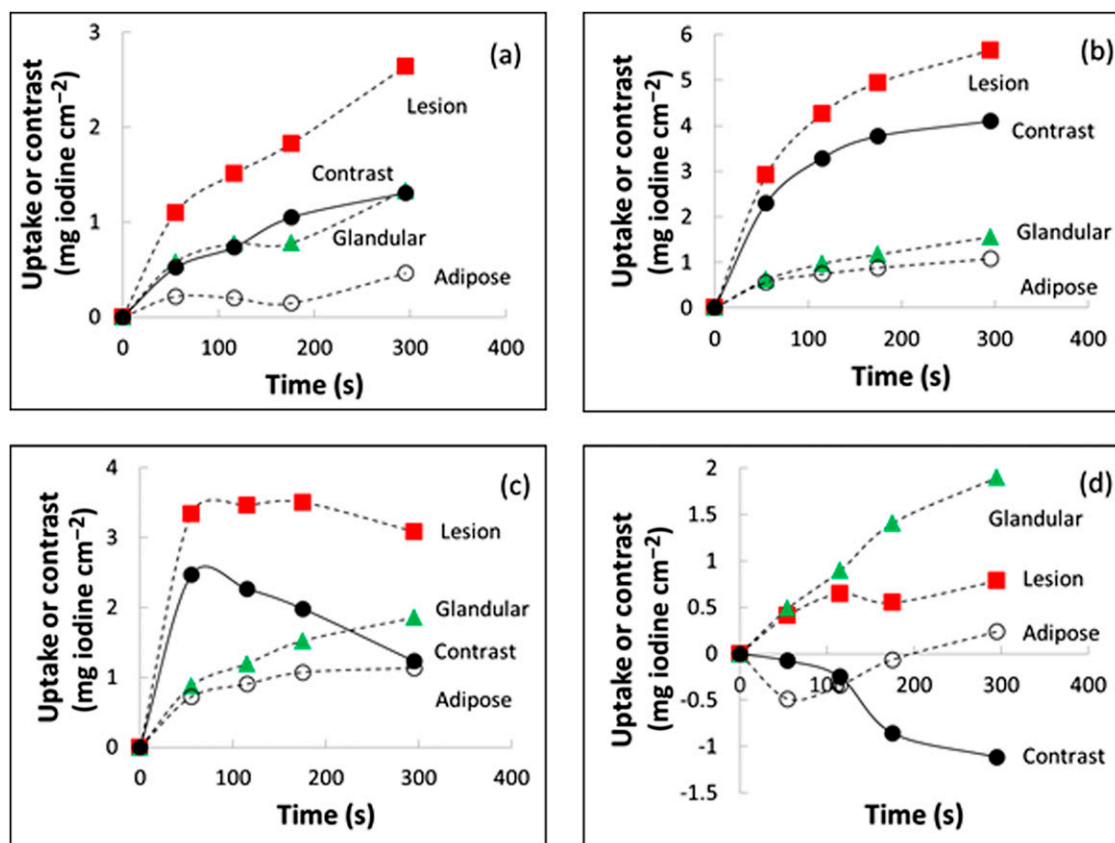 (a)
Uptake or contrast
(mg iodine cm⁻²)
3
2
1
0
Lesion
Contrast
Glandular
Adipose
0 100 200 300 400
Time (s)
(b)
Uptake or contrast
(mg iodine cm⁻²)
6
5
4
3
2
1
0
Lesion
Contrast
Glandular
Adipose
0 100 200 300 400
Time (s)
(c)
Uptake or contrast
(mg iodine cm⁻²)
4
3
2
1
0
Lesion
Glandular
Contrast
Adipose
0 100 200 300 400
Time (s)
(d)
Uptake or contrast
(mg iodine cm⁻²)
2
1.5
1
0.5
0
-0.5
-1
-1.5
Glandular
Lesion
Adipose
0 100 200 300 400
Contrast
Time (s)